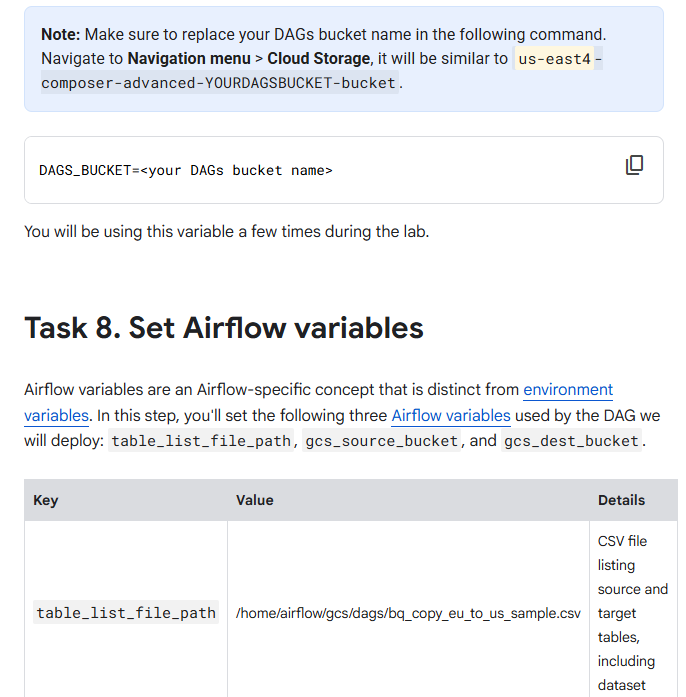 Note: Make sure to replace your DAGs bucket name in the following command.
Navigate to Navigation menu > Cloud Storage, it will be similar to us-east4-
composer-advanced-YOURDAGSBUCKET-bucket.
DAGS_BUCKET=<your DAGs bucket name>
You will be using this variable a few times during the lab.
Task 8. Set Airflow variables
Airflow variables are an Airflow-specific concept that is distinct from environment
variables. In this step, you'll set the following three Airflow variables used by the DAG we
will deploy: table_list_file_path, gcs_source_bucket, and gcs_dest_bucket.
Key Value Details
CSV file
listing
source and
table_list_file_path /home/airflow/gcs/dags/bq_copy_eu_to_us_sample.csv target
tables,
including
dataset